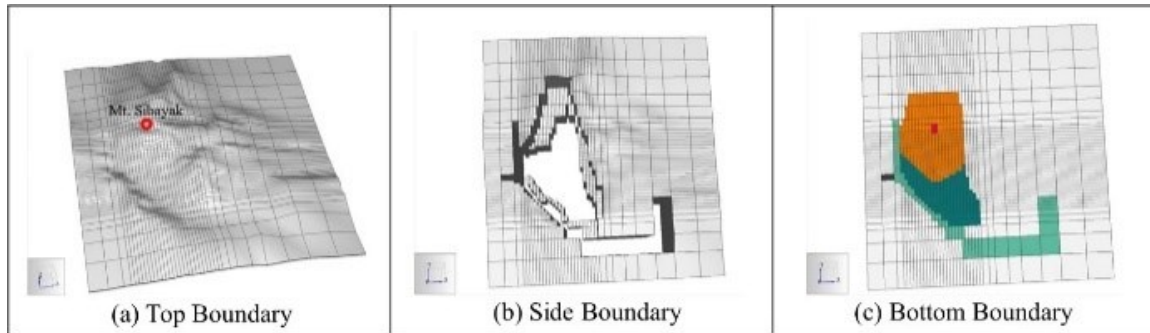 Mt. Sibayak
(a) Top Boundary
(b) Side Boundary
(c) Bottom Boundary